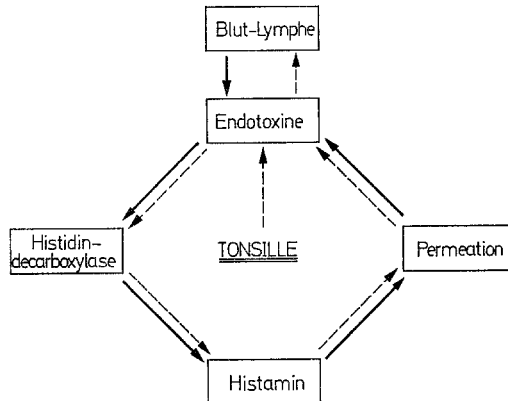 Blut-Lymphe
Endotoxine
Histidin-
decarboxylase
TONSILLE
Permeation
Histamin